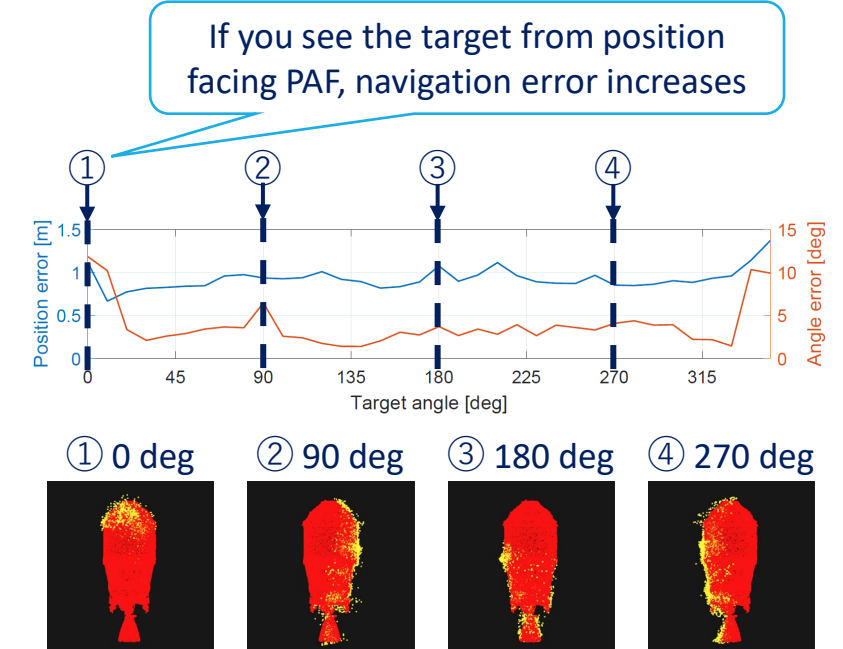 If you see the target from position
facing PAF, navigation error increases
① ② ③ ④
Position error [m]
1.5
1
0.5
0
15
10
5
0
Angle error [deg]
0 45 90 135 180 225 270 315
Target angle [deg]
① 0 deg ② 90 deg ③ 180 deg ④ 270 deg